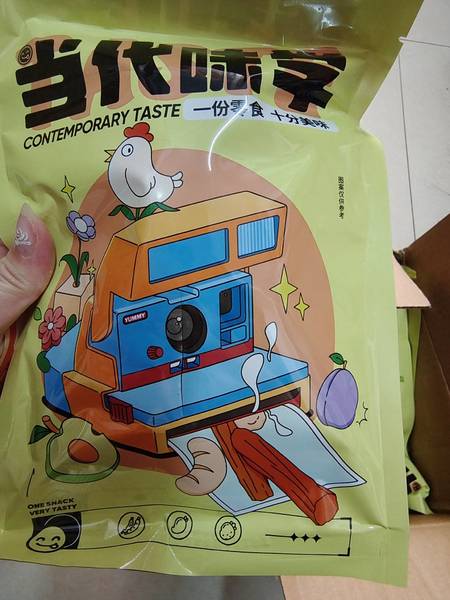 当代味芋
CONTEMPORARY TASTE
一份零食 十分美味
图案仅供参考
YUMMY
ONE SNACK
VERY TASTY